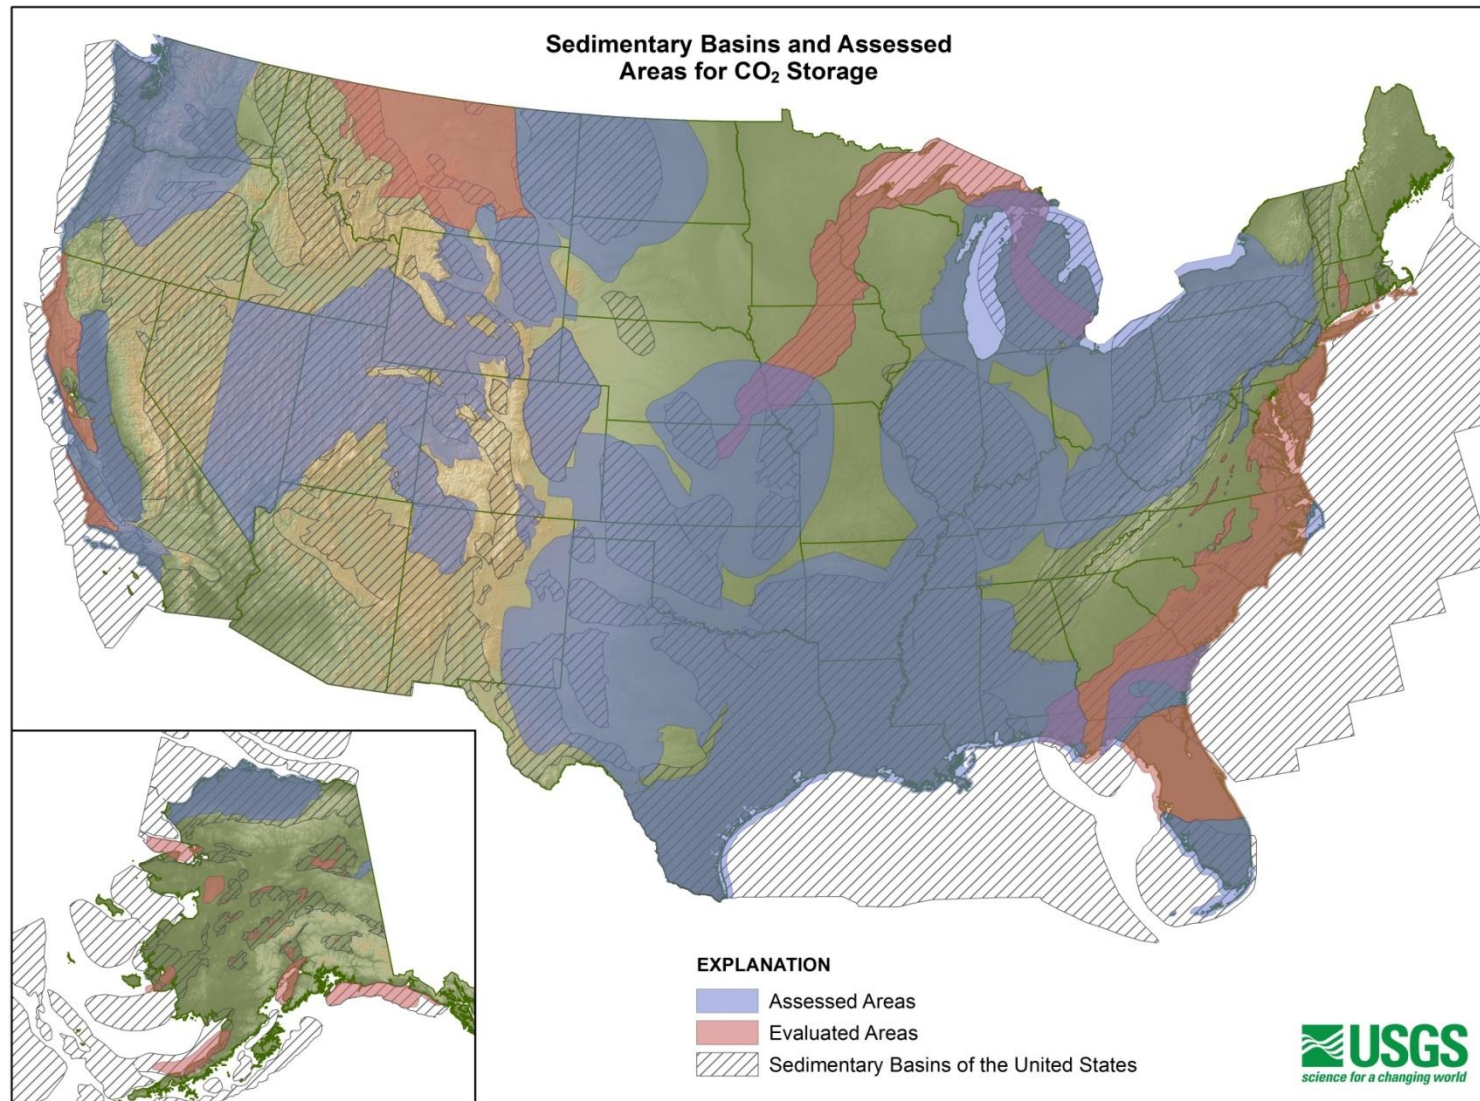 Sedimentary Basins and Assessed
Areas for CO₂ Storage
EXPLANATION
Assessed Areas
Evaluated Areas
Sedimentary Basins of the United States
USGS
science for a changing world